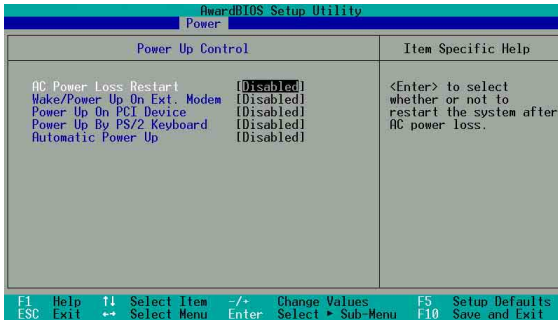 AwardBIOS Setup Utility
Power
Power Up Control
Item Specific Help
AC Power Loss Restart [Disabled]
Wake/Power Up On Ext. Modem [Disabled]
Power Up On PCI Device [Disabled]
Power Up By PS/2 Keyboard [Disabled]
Automatic Power Up [Disabled]
<Enter> to select
whether or not to
restart the system after
AC power loss.
F1 Help ↑↓ Select Item -/+ Change Values F5 Setup Defaults
ESC Exit ←→ Select Menu Enter Select ► Sub-Menu F10 Save and Exit